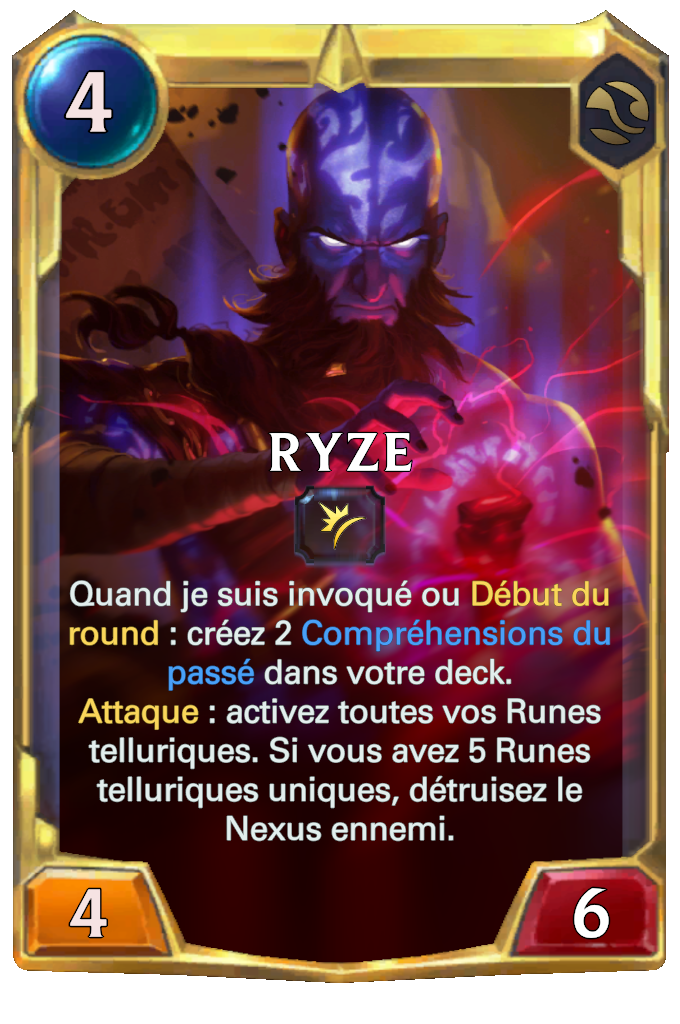 4
RYZE
Quand je suis invoqué ou Début du
round : créez 2 Compréhensions du
passé dans votre deck.
Attaque : activez toutes vos Runes
telluriques. Si vous avez 5 Runes
telluriques uniques, détruisez le
Nexus ennemi.
4
6